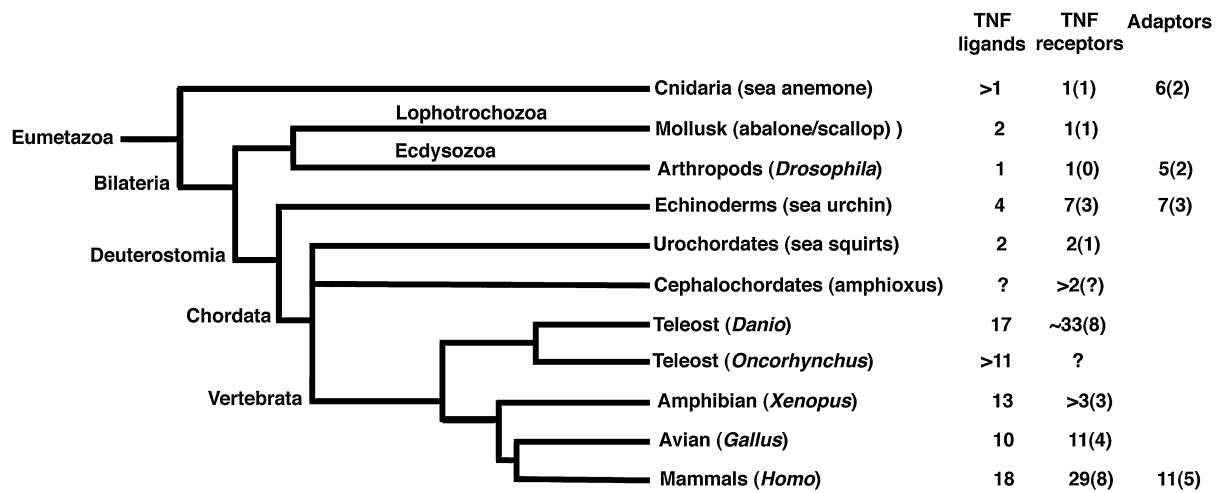 TNF ligands TNF receptors Adaptors
Cnidaria (sea anemone) >1 1(1) 6(2)
Lophotrochozoa
Mollusk (abalone/scallop) ) 2 1(1)
Eumetazoa
Ecdysozoa
Arthropods (Drosophila) 1 1(0) 5(2)
Bilateria
Echinoderms (sea urchin) 4 7(3) 7(3)
Urochordates (sea squirts) 2 2(1)
Deuterostomia
Cephalochordates (amphioxus) ? >2(?)
Chordata
Teleost (Danio) 17 ~33(8)
Teleost (Oncorhynchus) >11 ?
Vertebrata
Amphibian (Xenopus) 13 >3(3)
Avian (Gallus) 10 11(4)
Mammals (Homo) 18 29(8) 11(5)